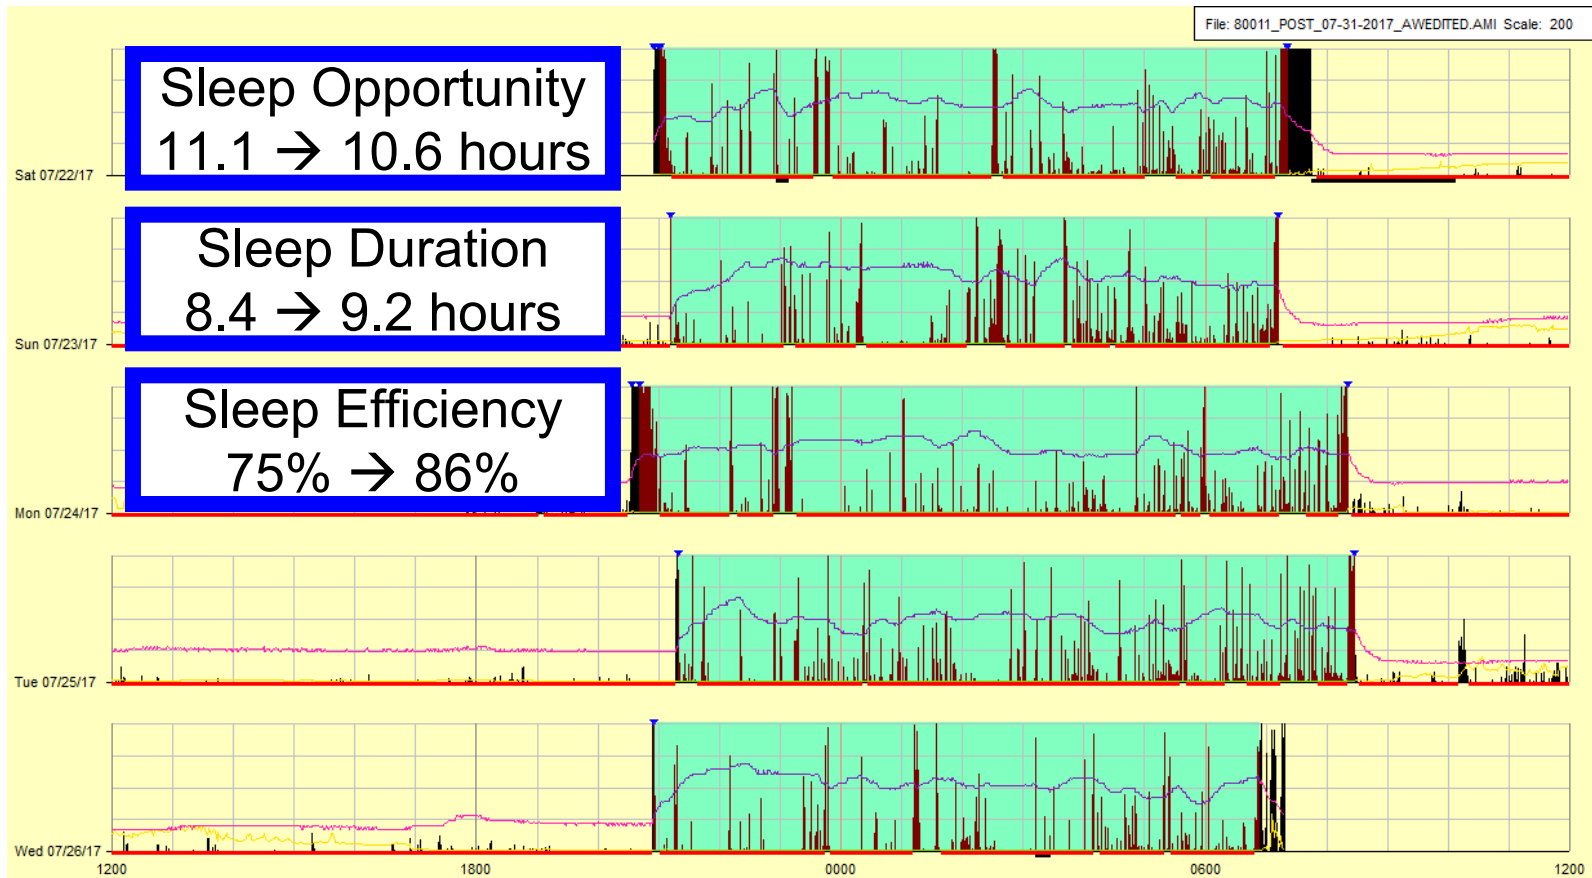 File: 80011_POST_07-31-2017_AWEDITED.AMI Scale: 200
Sleep Opportunity
11.1 → 10.6 hours
Sat 07/22/17
Sleep Duration
8.4 → 9.2 hours
Sun 07/23/17
Sleep Efficiency
75% → 86%
Mon 07/24/17
Tue 07/25/17
Wed 07/26/17
1200 1800 0000 0600 1200